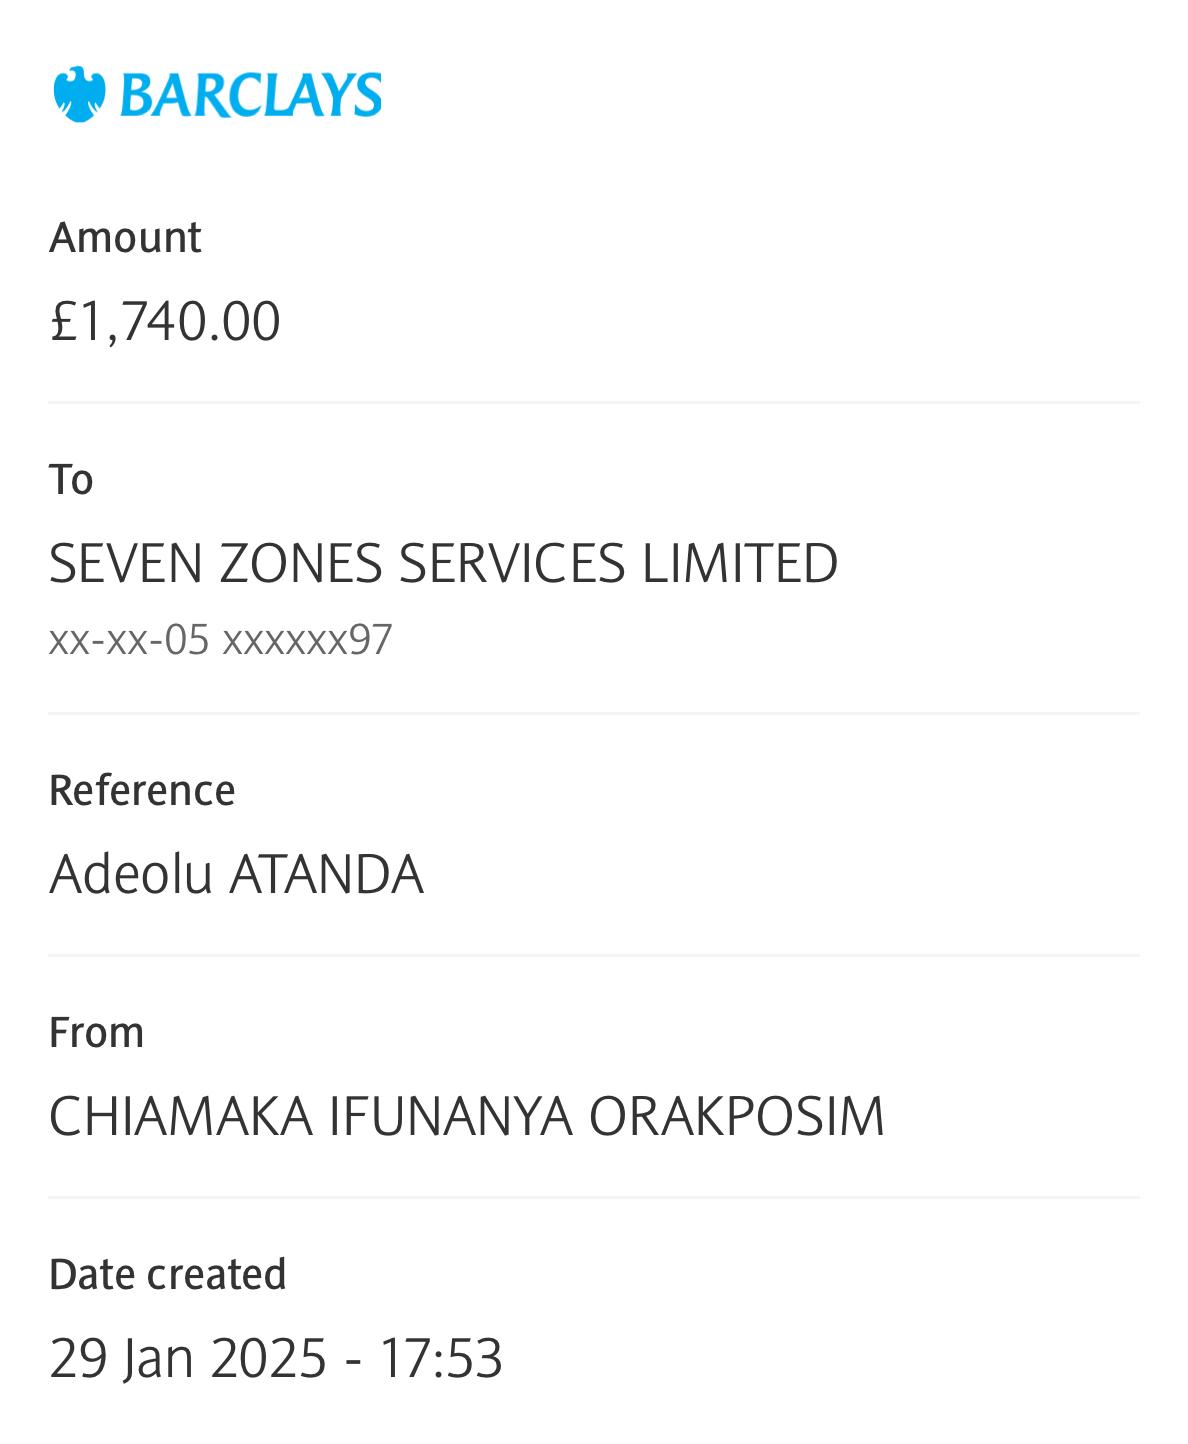 BARCLAYS
Amount
£1,740.00
To
SEVEN ZONES SERVICES LIMITED
xx-xx-05 xxxxxx97
Reference
Adeolu ATANDA
From
CHIAMAKA IFUNANYA ORAKPOSIM
Date created
29 Jan 2025 - 17:53